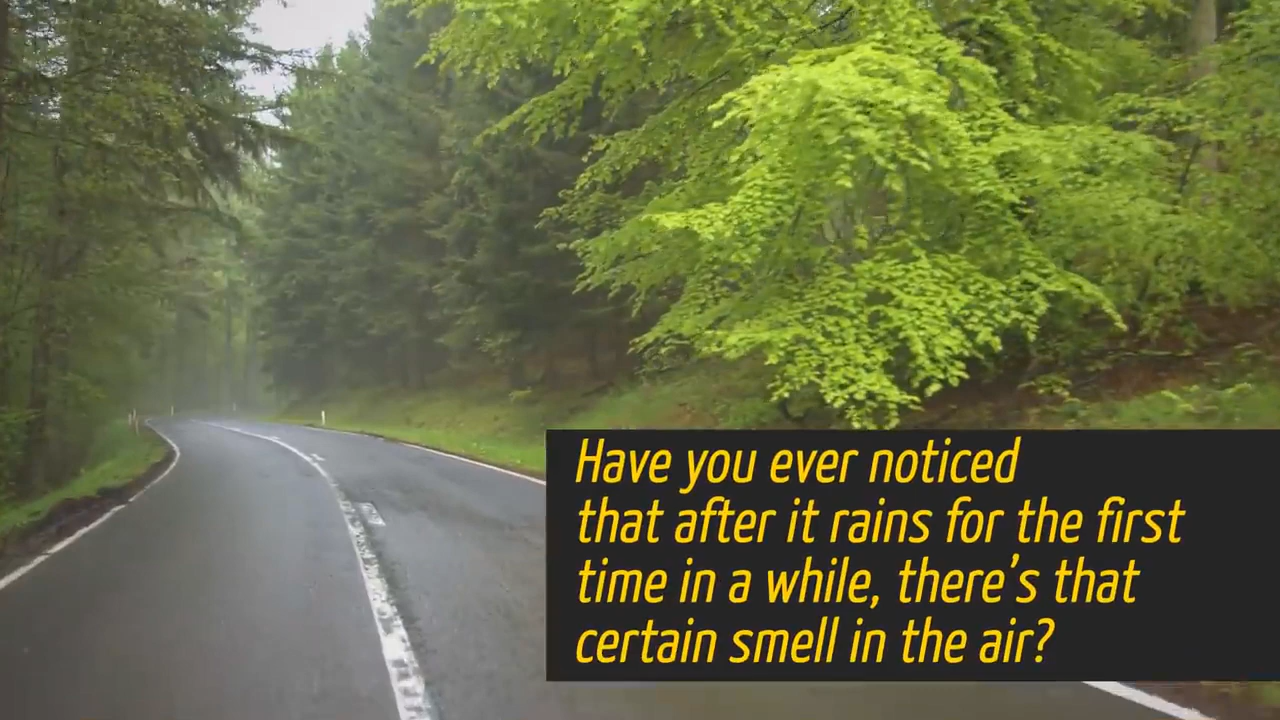 Have you ever noticed
that after it rains for the first
time in a while, there’s that
certain smell in the air?